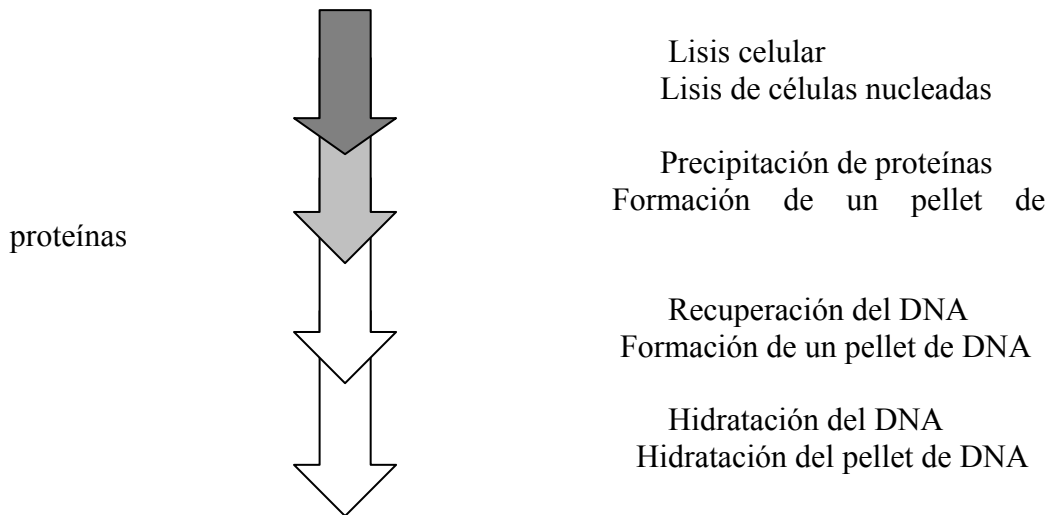 Lisis celular
Lisis de células nucleadas
Precipitación de proteínas
Formación de un pellet de
proteínas
Recuperación del DNA
Formación de un pellet de DNA
Hidratación del DNA
Hidratación del pellet de DNA